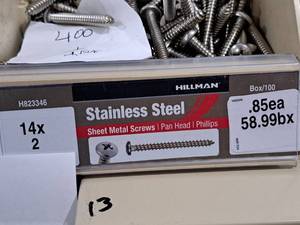 400
HILLMAN
H823346
Box/100
Stainless Steel
14x
2
Sheet Metal Screws | Pan Head | Phillips
.85ea
58.99bx
13